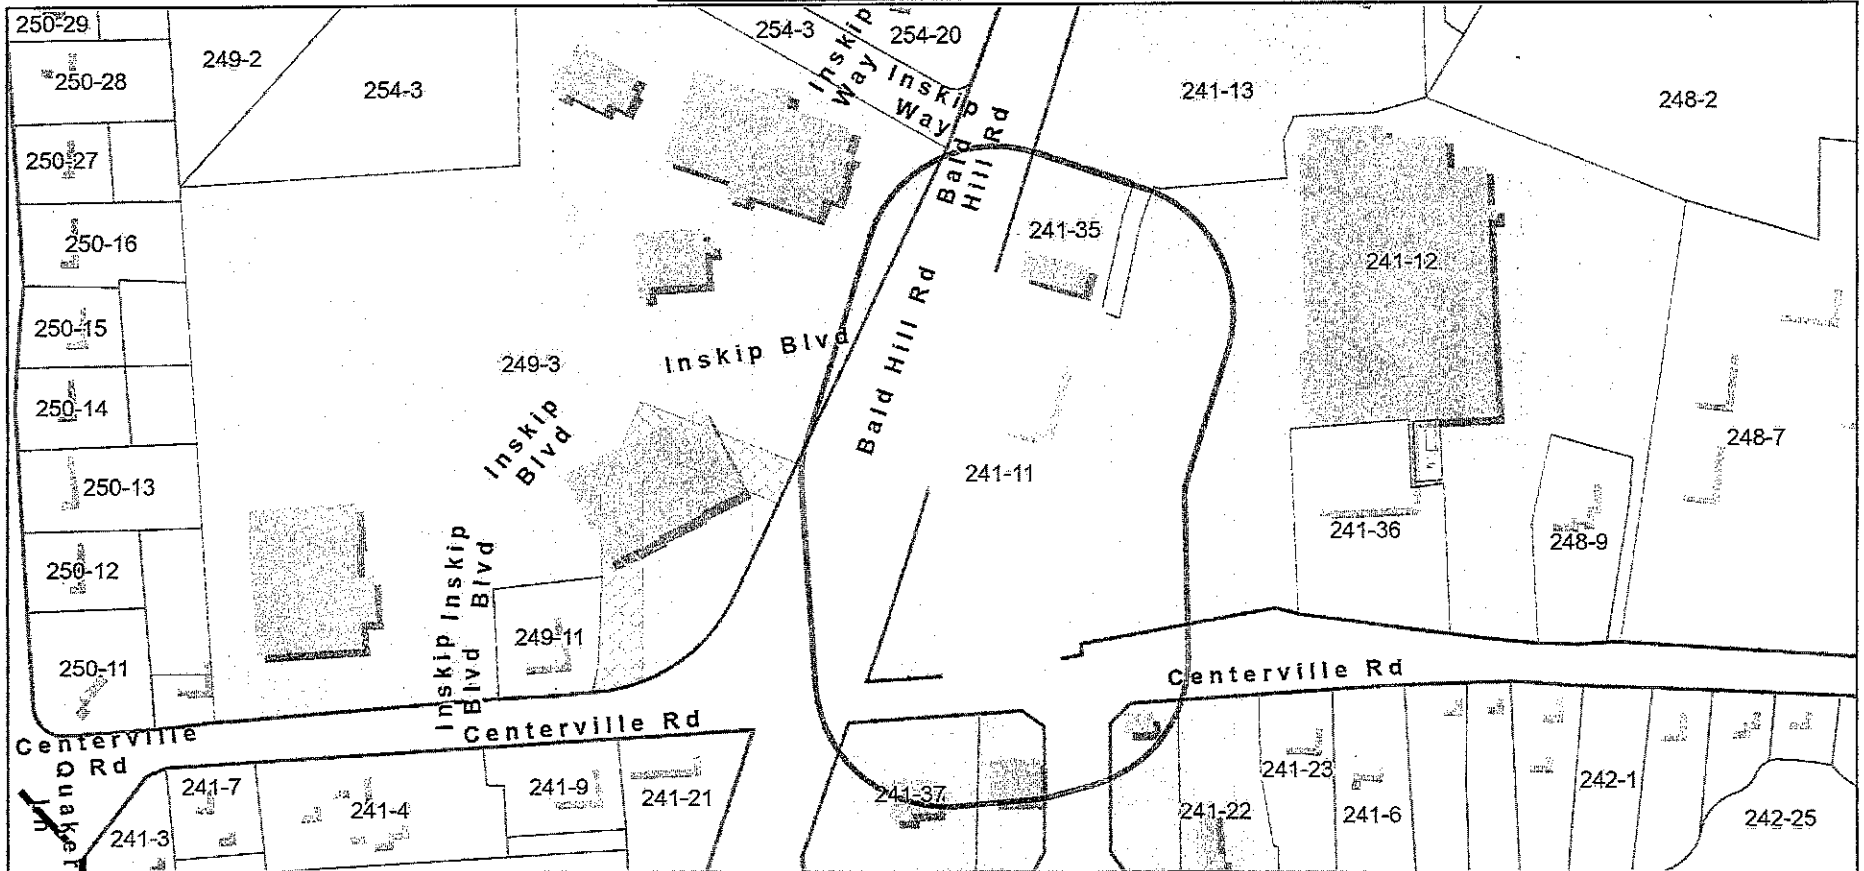 250-29
249-2
254-3
Inskip
Way
254-20
250-28
254-3
Inskip
Way
241-13
248-2
250-27
Bald
Hill Rd
250-16
241-35
241-12
250-15
249-3
Inskip Blvd
Bald Hill Rd
250-14
Inskip
Blvd
250-13
241-11
248-7
250-12
Inskip
Blvd
241-36
248-9
249-11
250-11
Inskip
Blvd
Centerville Rd
Centerville
Rd
Centerville Rd
Quaker
Ln
241-7
241-4
241-9
241-21
241-37
241-23
241-22
241-6
242-1
242-25
241-3